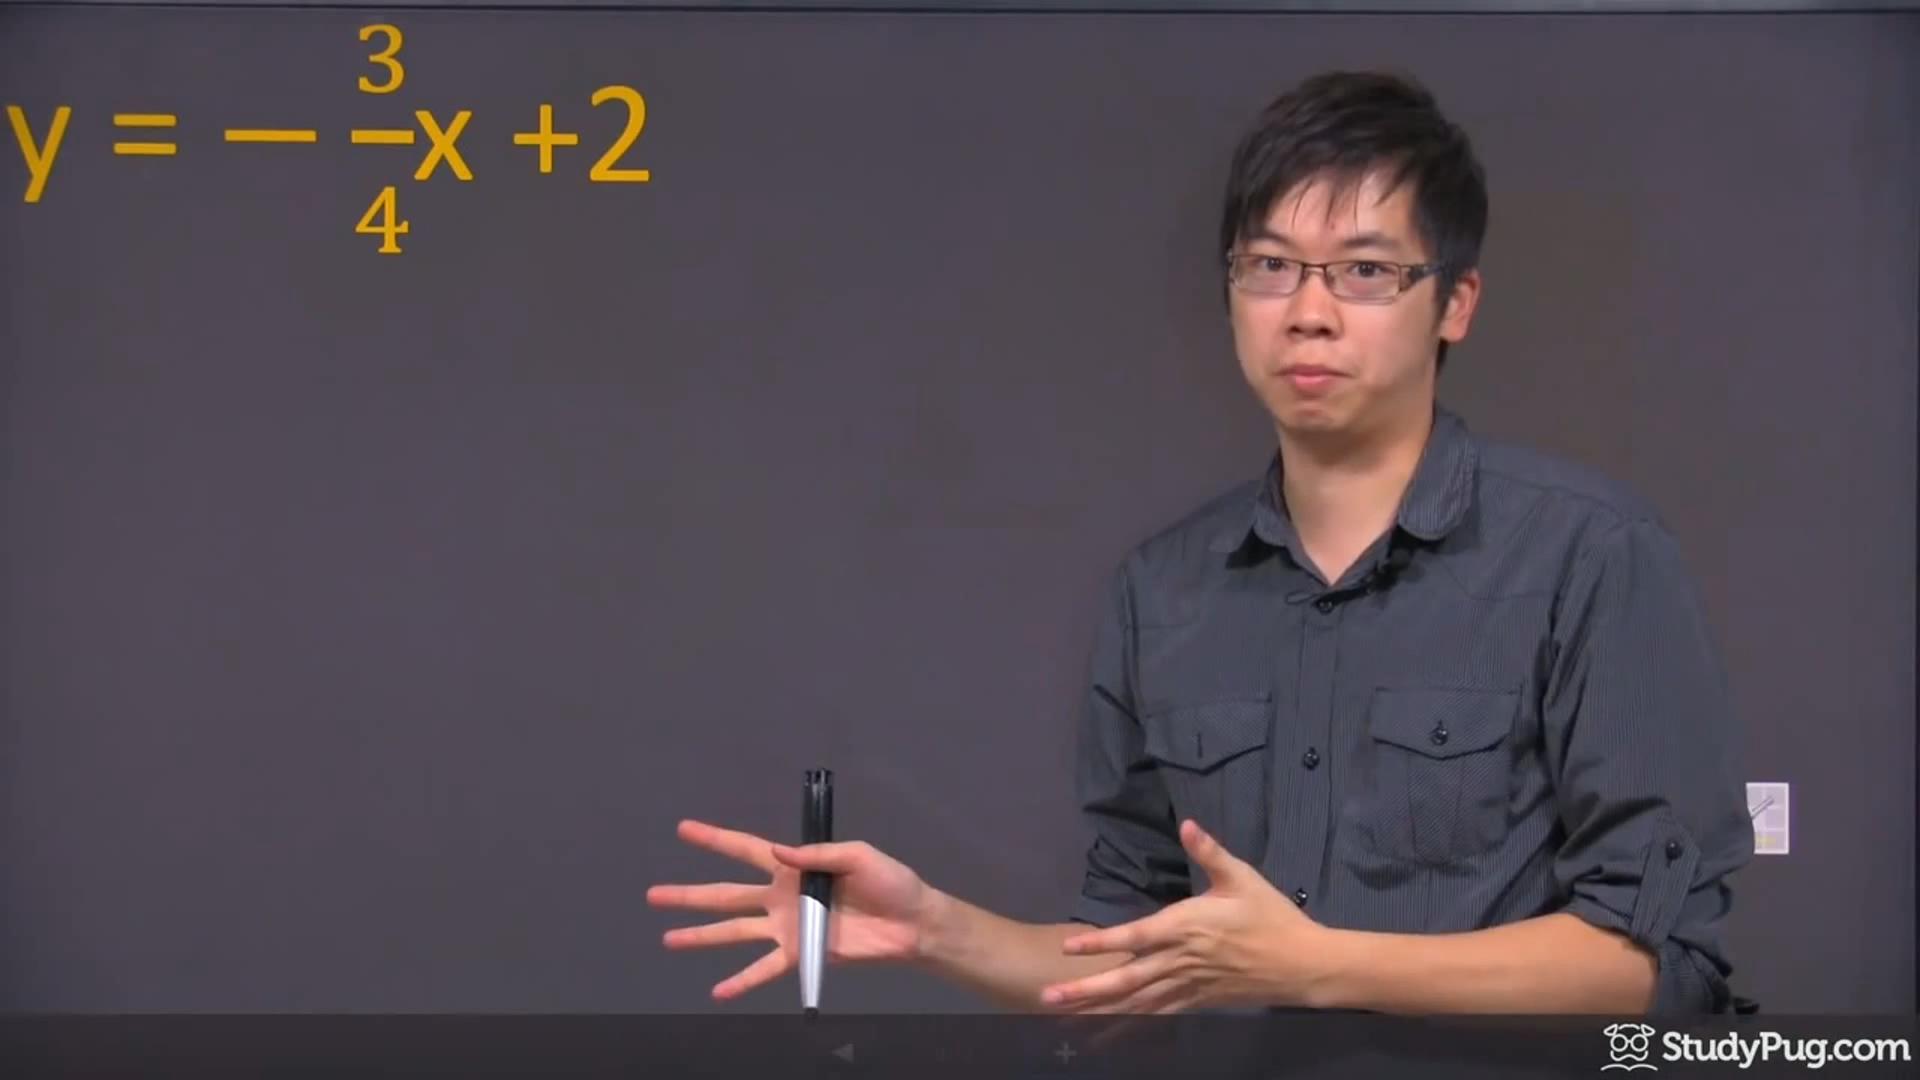 y = − 3/4 x +2
StudyPug.com